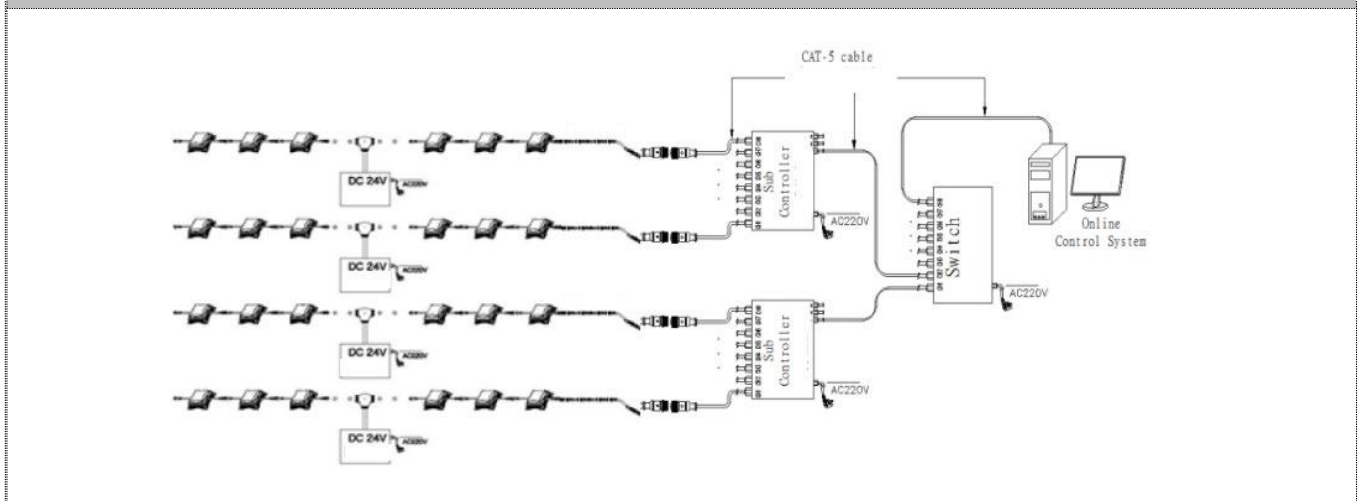 CAT-5 cable
DC 24V
AC220V
DC 24V
AC220V
DC 24V
AC220V
DC 24V
AC220V
Sub
Controller
AC220V
Sub
Controller
AC220V
Switch
AC220V
Online
Control System